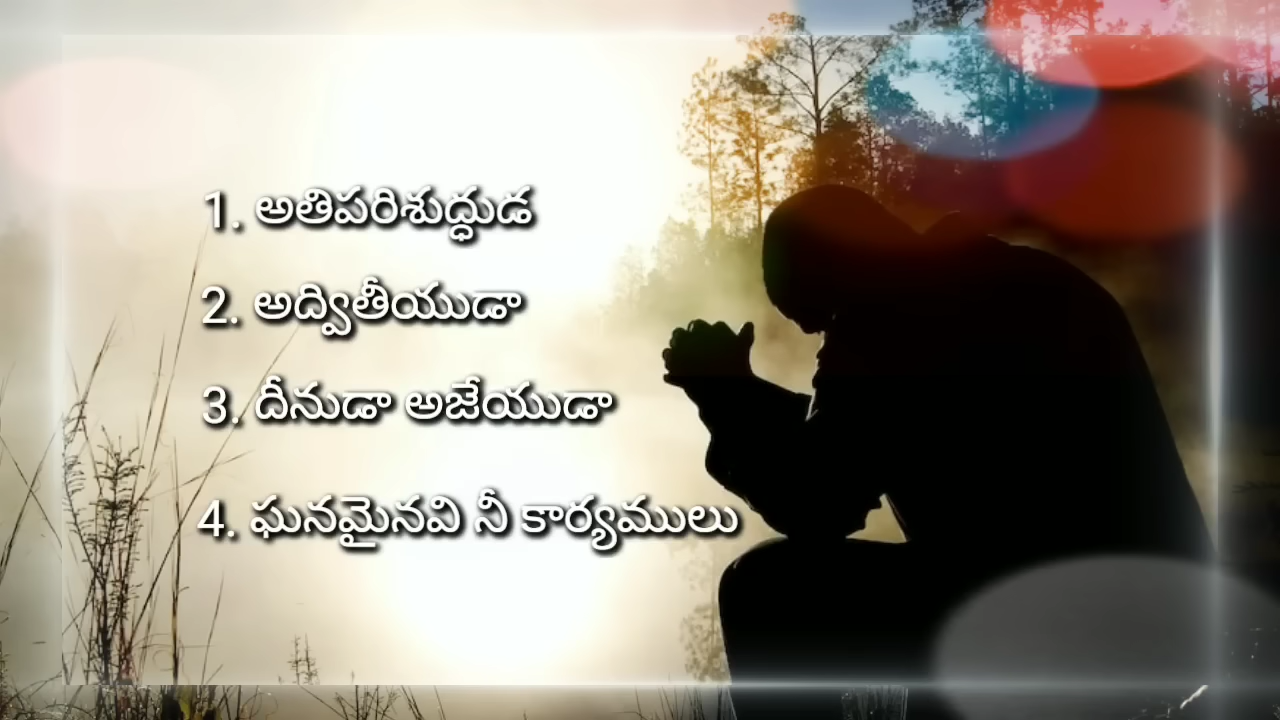 1. అతిపరిశుద్ధుడ
2. అద్వితీయుడా
3. దీనుడా అజేయుడా
4. ఘనమైనవి నీ కార్యములు